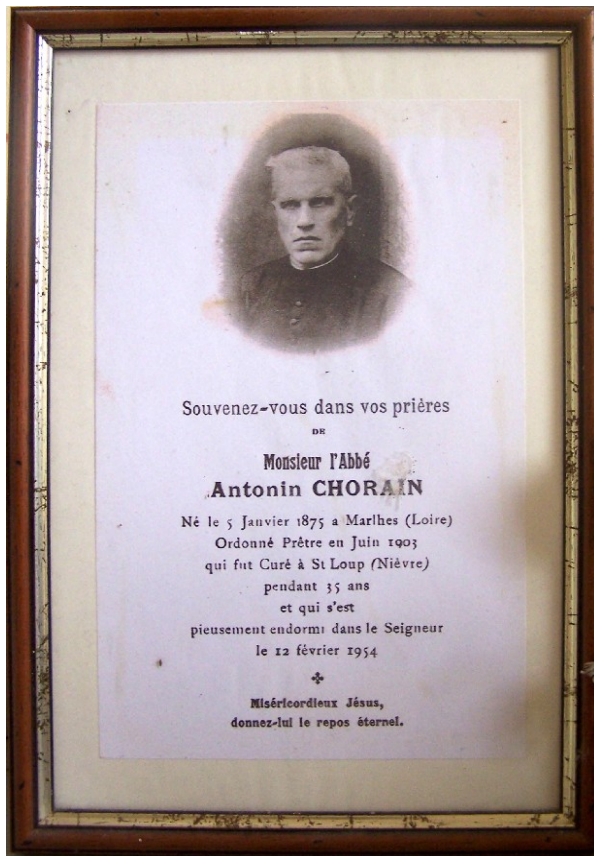 Souvenez-vous dans vos prières
DE
Monsieur l'Abbé
Antonin CHORAIN
Né le 5 Janvier 1875 a Marlhes (Loire)
Ordonné Prêtre en Juin 1903
qui fut Curé à St Loup (Nièvre)
pendant 35 ans
et qui s'est
pieusement endormi dans le Seigneur
le 12 février 1954
Miséricordieux Jésus,
donnez-lui le repos éternel.